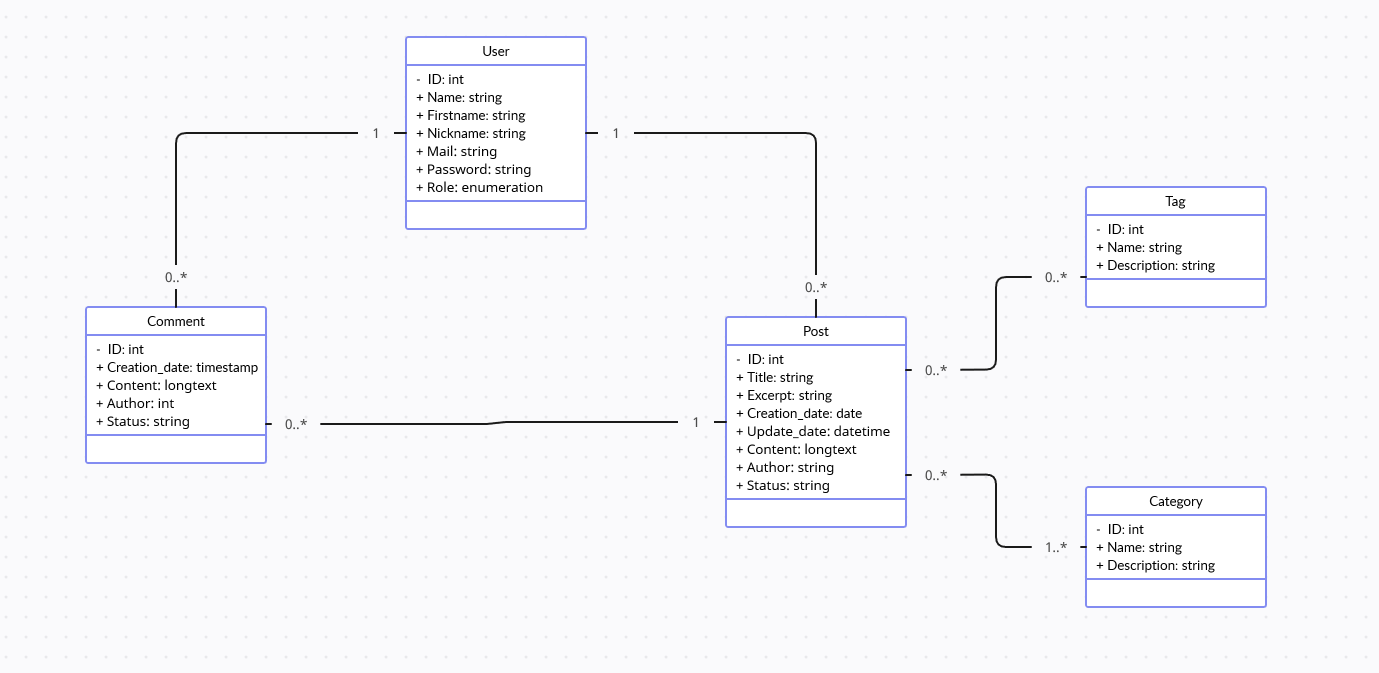 User
- ID: int
+ Name: string
+ Firstname: string
+ Nickname: string
+ Mail: string
+ Password: string
+ Role: enumeration
1
1
0..*
0..*
Comment
- ID: int
+ Creation_date: timestamp
+ Content: longtext
+ Author: int
+ Status: string
0..*
1
Post
- ID: int
+ Title: string
+ Excerpt: string
+ Creation_date: date
+ Update_date: datetime
+ Content: longtext
+ Author: string
+ Status: string
0..*
0..*
Tag
- ID: int
+ Name: string
+ Description: string
0..*
1..*
Category
- ID: int
+ Name: string
+ Description: string